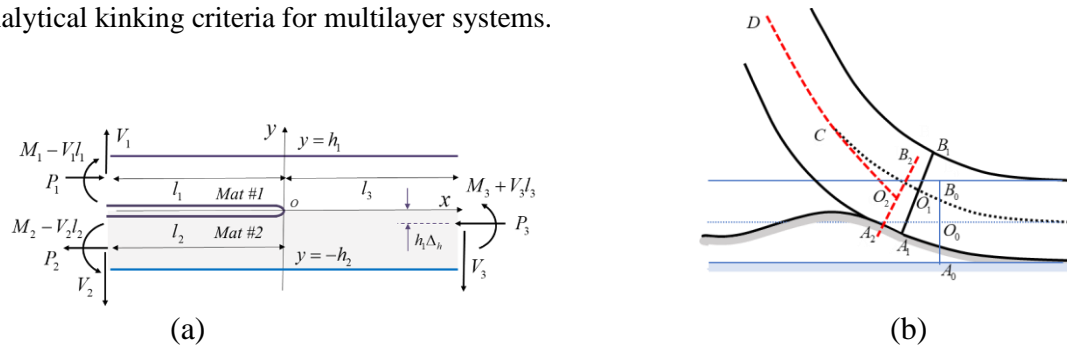 alytical kinking criteria for multilayer systems.
y y = h₁
M₁ – V₁l₁ V₁
P₁ l₁ Mat #1 o l₃ x M₃ + V₃l₃
M₂ – V₂l₂ l₂ Mat #2 h₁Δₕ P₃
P₂ y = –h₂
V₂ V₃
(a)
D
C B₁
B₂
B₀
O₂ O₁
O₀
A₂ A₁
A₀
(b)